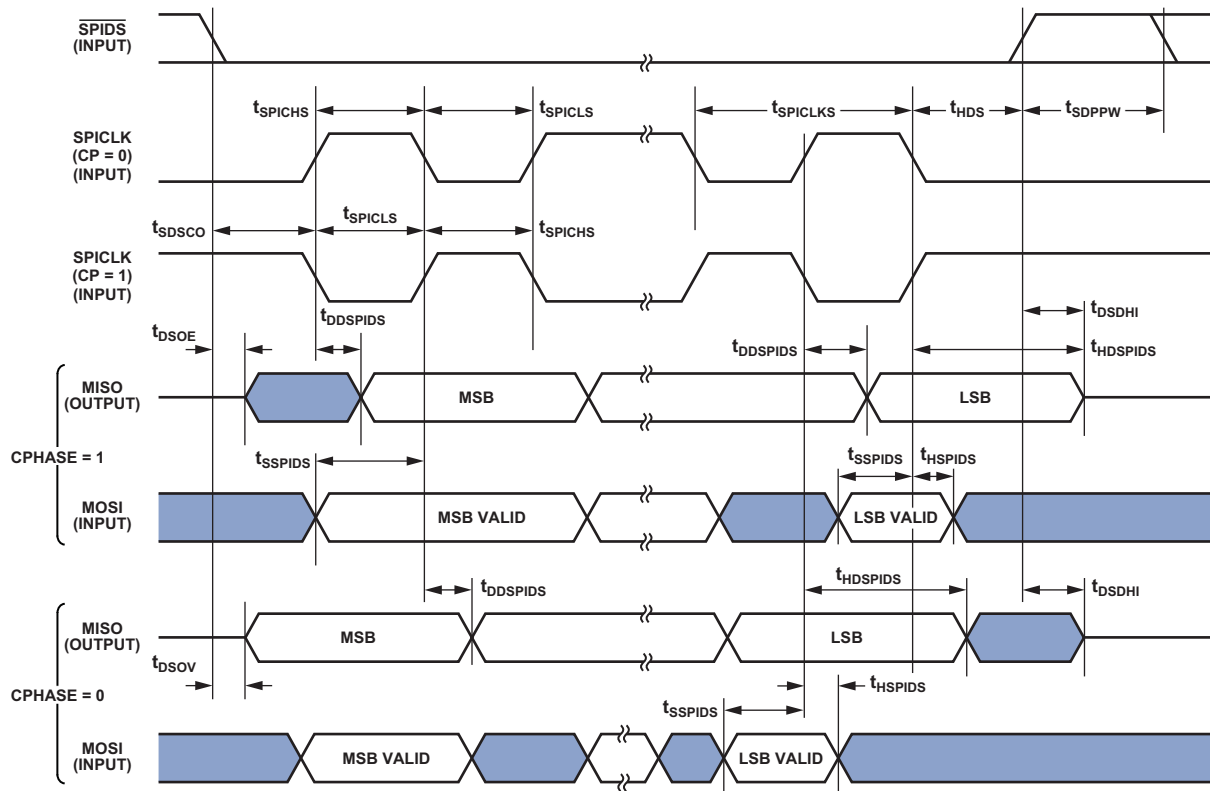 SPIDS
(INPUT)
tSPICHS
tSPICLS
tSPICLKS
tHDS
tSDPPW
SPICLK
(CP = 0)
(INPUT)
tSDSCO
tSPICLS
tSPICHS
SPICLK
(CP = 1)
(INPUT)
tDSOE
tDDSPIDS
tDDSPIDS
tDSDHI
tHDSPIDS
MISO
(OUTPUT)
MSB
LSB
CPHASE = 1
tSSPIDS
tSSPIDS
tHSPIDS
MOSI
(INPUT)
MSB VALID
LSB VALID
tDDSPIDS
tHDSPIDS
tDSDHI
MISO
(OUTPUT)
MSB
LSB
tDSOV
CPHASE = 0
tSSPIDS
tHSPIDS
MOSI
(INPUT)
MSB VALID
LSB VALID